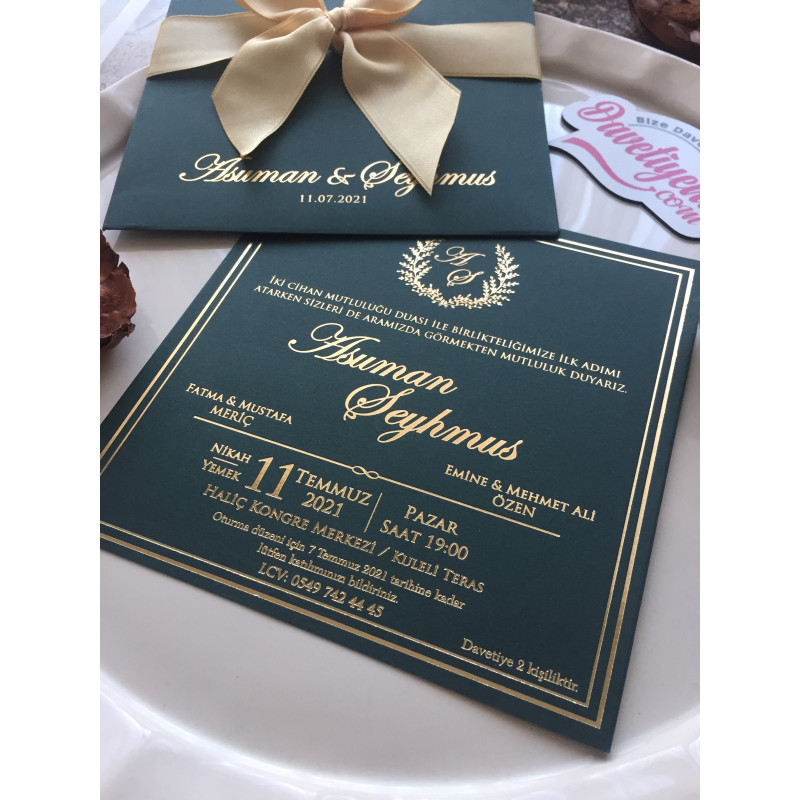 Asuman & Şeyhmus
11.07.2021
Bize
Davetiyem
.com
A
S
İKİ CİHAN MUTLULUĞU DUASI İLE BİRLİKTELİĞİMİZE İLK ADIMI
ATARKEN SİZLERİ DE ARAMIZDA GÖRMEKTEN MUTLULUK DUYARIZ.
Asuman
Şeyhmus
FATMA & MUSTAFA
MERİÇ
EMİNE & MEHMET ALİ
ÖZEN
NİKAH
YEMEK
11 TEMMUZ
2021
PAZAR
SAAT 19:00
HALİÇ KONGRE MERKEZİ / KULELİ TERAS
Oturma düzeni için 7 Temmuz 2021 tarihine kadar
lütfen katılımınızı bildiriniz.
LCV: 0549 742 44 45
Davetiye 2 kişiliktir.